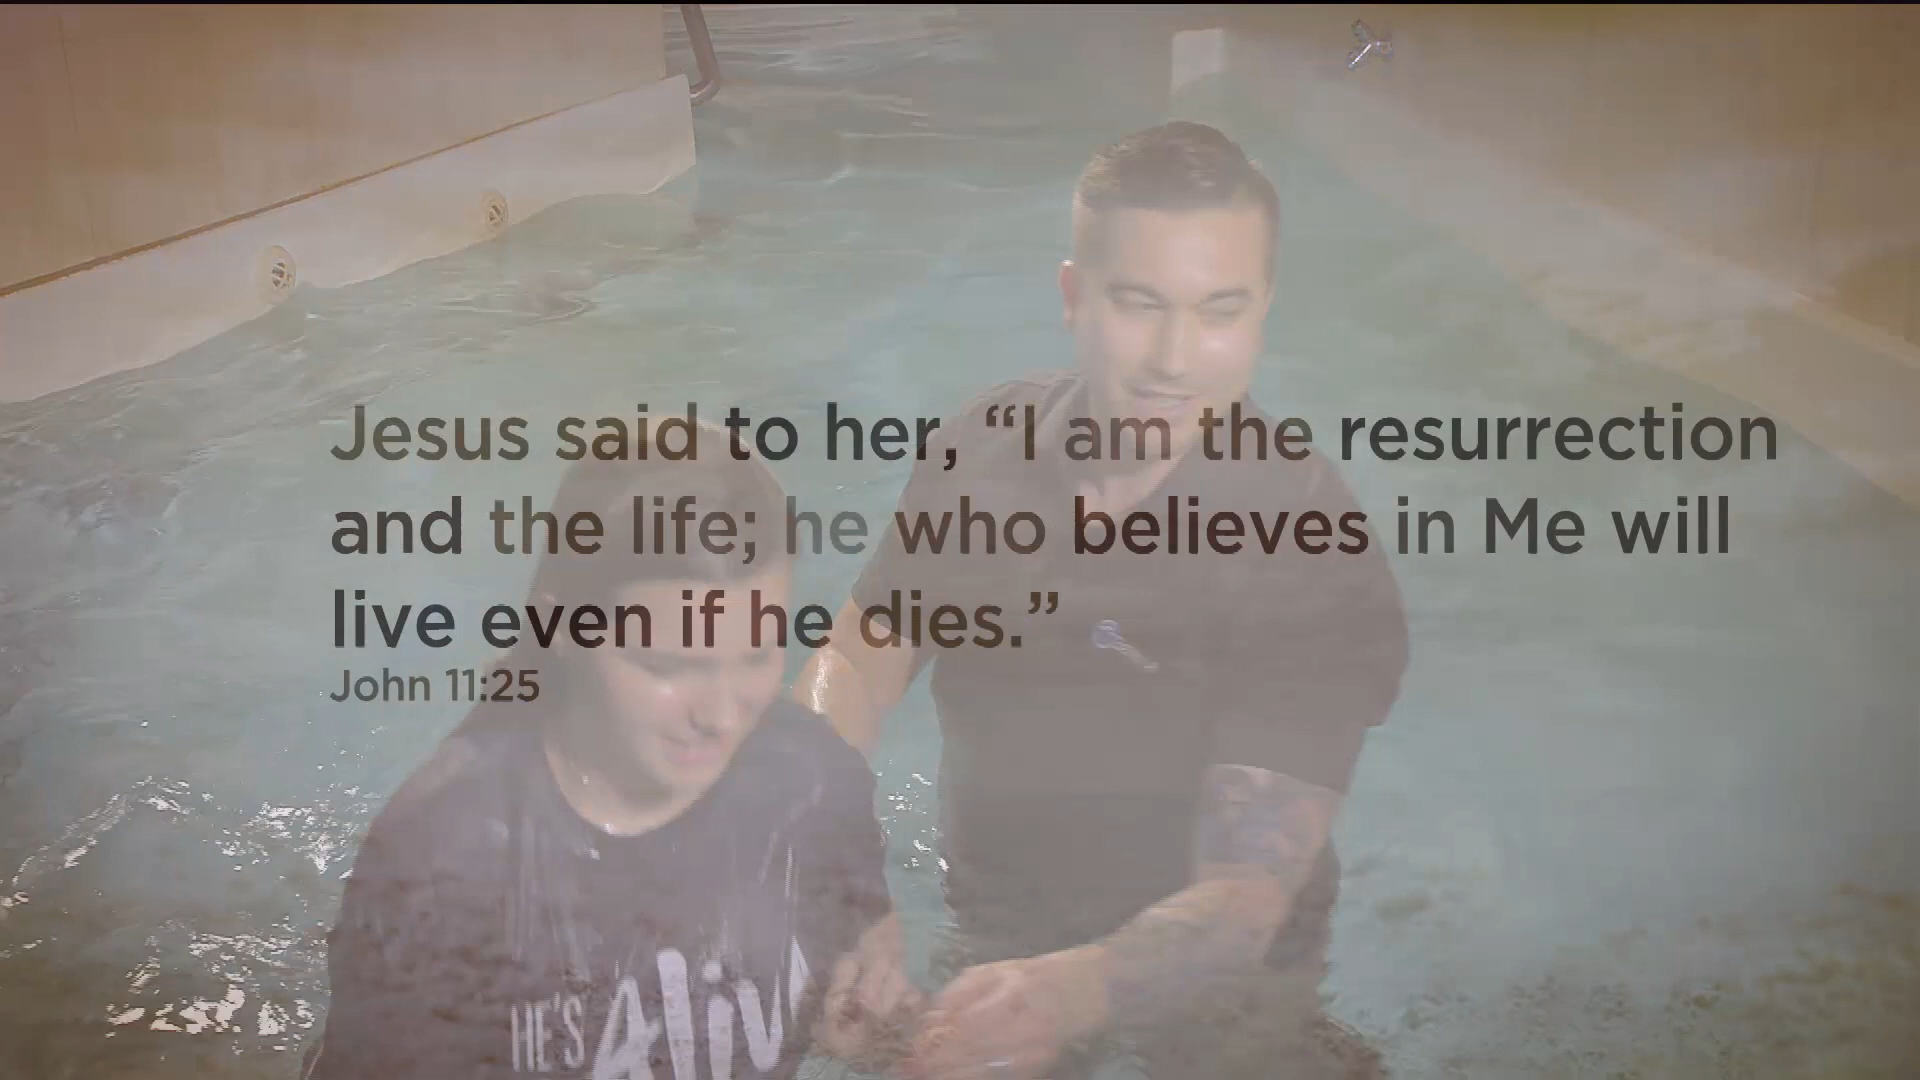 Jesus said to her, “I am the resurrection
and the life; he who believes in Me will
live even if he dies.”
John 11:25
HE'S